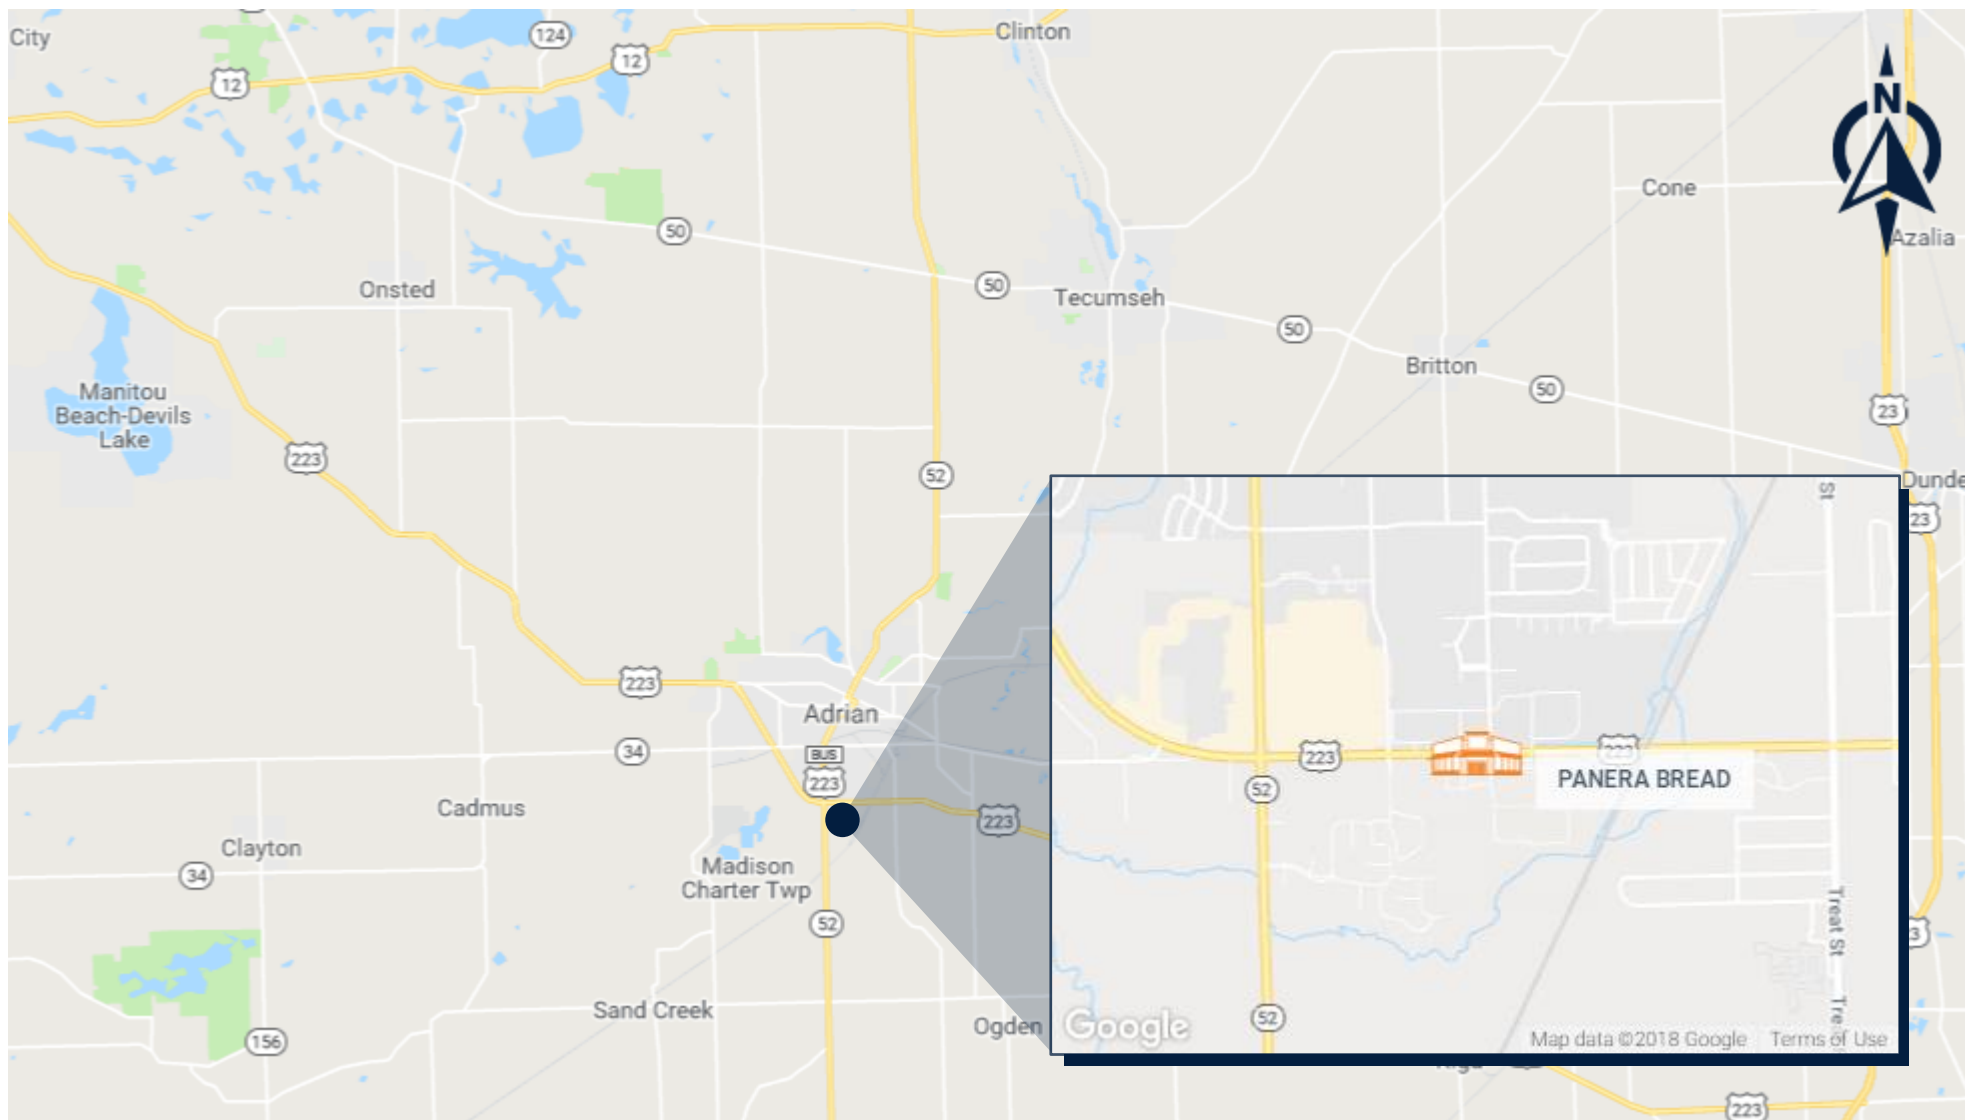 City
124
Clinton
12
12
N
Cone
50
Azalia
Onsted
50
Tecumseh
50
Britton
50
Manitou
Beach-Devils
Lake
23
223
52
Dunde
23
St
223
Adrian
BUS
223
34
223
223
PANERA BREAD
52
Cadmus
223
Clayton
34
Madison
Charter Twp
52
Treat St
3
Sand Creek
Ogden
Google
52
Tre
156
Map data ©2018 Google
Terms of Use
223